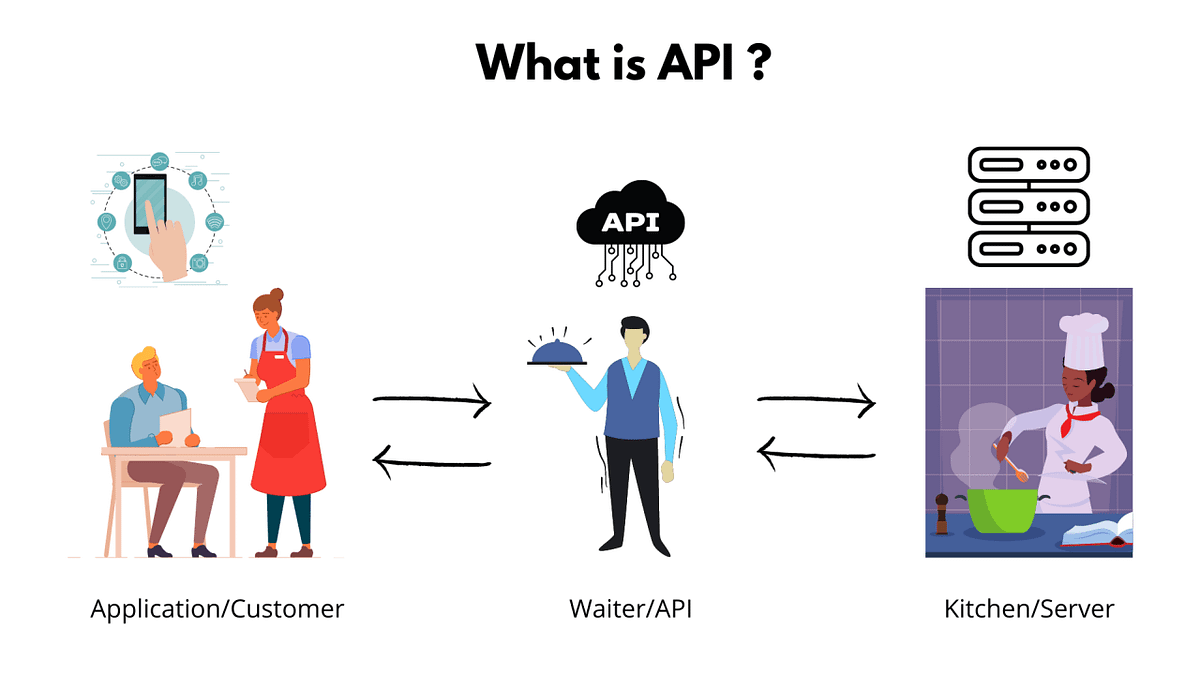 What is API ?
API
Application/Customer
Waiter/API
Kitchen/Server